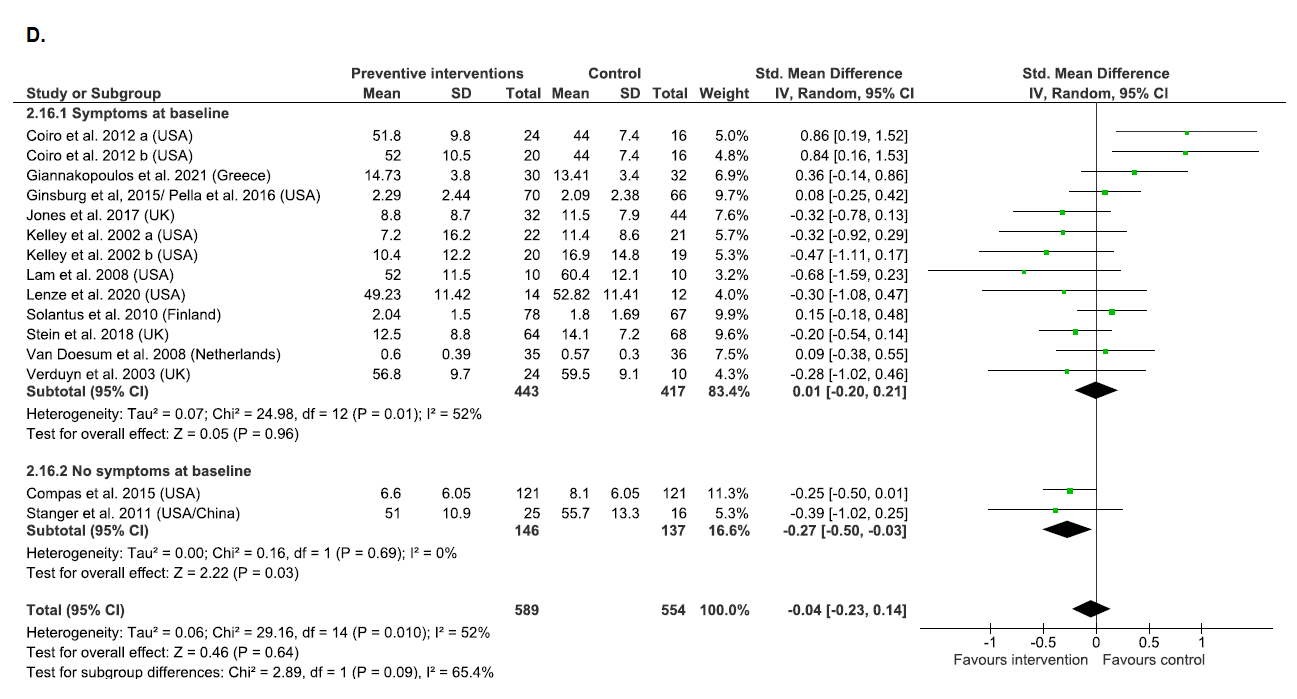 D.
Preventive interventions Control Std. Mean Difference Std. Mean Difference
Study or Subgroup Mean SD Total Mean SD Total Weight IV, Random, 95% CI IV, Random, 95% CI
2.16.1 Symptoms at baseline
Coiro et al. 2012 a (USA) 51.8 9.8 24 44 7.4 16 5.0% 0.86 [0.19, 1.52]
Coiro et al. 2012 b (USA) 52 10.5 20 44 7.4 16 4.8% 0.84 [0.16, 1.53]
Giannakopoulos et al. 2021 (Greece) 14.73 3.8 30 13.41 3.4 32 6.9% 0.36 [-0.14, 0.86]
Ginsburg et al, 2015/ Pella et al. 2016 (USA) 2.29 2.44 70 2.09 2.38 66 9.7% 0.08 [-0.25, 0.42]
Jones et al. 2017 (UK) 8.8 8.7 32 11.5 7.9 44 7.6% -0.32 [-0.78, 0.13]
Kelley et al. 2002 a (USA) 7.2 16.2 22 11.4 8.6 21 5.7% -0.32 [-0.92, 0.29]
Kelley et al. 2002 b (USA) 10.4 12.2 20 16.9 14.8 19 5.3% -0.47 [-1.11, 0.17]
Lam et al. 2008 (USA) 52 11.5 10 60.4 12.1 10 3.2% -0.68 [-1.59, 0.23]
Lenze et al. 2020 (USA) 49.23 11.42 14 52.82 11.41 12 4.0% -0.30 [-1.08, 0.47]
Solantus et al. 2010 (Finland) 2.04 1.5 78 1.8 1.69 67 9.9% 0.15 [-0.18, 0.48]
Stein et al. 2018 (UK) 12.5 8.8 64 14.1 7.2 68 9.6% -0.20 [-0.54, 0.14]
Van Doesum et al. 2008 (Netherlands) 0.6 0.39 35 0.57 0.3 36 7.5% 0.09 [-0.38, 0.55]
Verduyn et al. 2003 (UK) 56.8 9.7 24 59.5 9.1 10 4.3% -0.28 [-1.02, 0.46]
Subtotal (95% CI) 443 417 83.4% 0.01 [-0.20, 0.21]
Heterogeneity: Tau² = 0.07; Chi² = 24.98, df = 12 (P = 0.01); I² = 52%
Test for overall effect: Z = 0.05 (P = 0.96)
2.16.2 No symptoms at baseline
Compas et al. 2015 (USA) 6.6 6.05 121 8.1 6.05 121 11.3% -0.25 [-0.50, 0.01]
Stanger et al. 2011 (USA/China) 51 10.9 25 55.7 13.3 16 5.3% -0.39 [-1.02, 0.25]
Subtotal (95% CI) 146 137 16.6% -0.27 [-0.50, -0.03]
Heterogeneity: Tau² = 0.00; Chi² = 0.16, df = 1 (P = 0.69); I² = 0%
Test for overall effect: Z = 2.22 (P = 0.03)
Total (95% CI) 589 554 100.0% -0.04 [-0.23, 0.14]
Heterogeneity: Tau² = 0.06; Chi² = 29.16, df = 14 (P = 0.010); I² = 52%
Test for overall effect: Z = 0.46 (P = 0.64)
Test for subgroup differences: Chi² = 2.89, df = 1 (P = 0.09), I² = 65.4%
-1 -0.5 0 0.5 1
Favours intervention Favours control